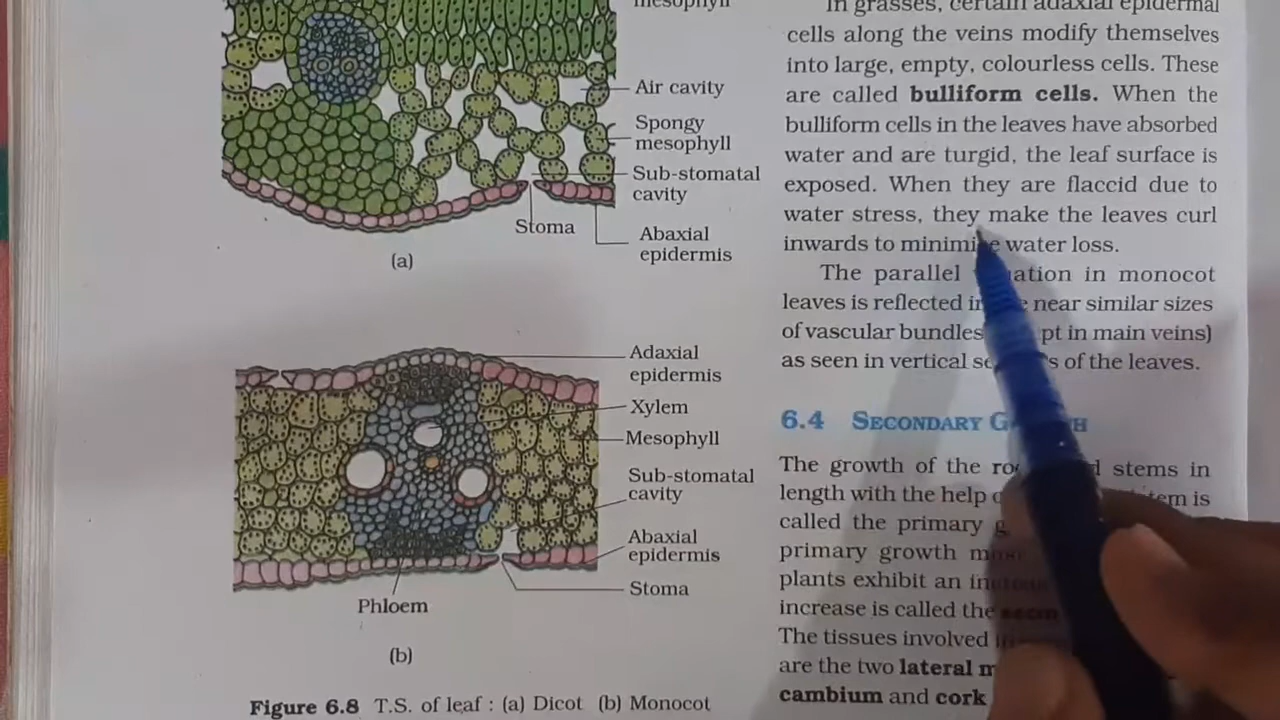 mesophyll
Air cavity
Spongy
mesophyll
Sub-stomatal
cavity
Stoma
Abaxial
epidermis
(a)
Adaxial
epidermis
Xylem
Mesophyll
Sub-stomatal
cavity
Abaxial
epidermis
Stoma
Phloem
(b)
Figure 6.8 T.S. of leaf : (a) Dicot (b) Monocot
In grasses, certain adaxial epidermal
cells along the veins modify themselves
into large, empty, colourless cells. These
are called bulliform cells. When the
bulliform cells in the leaves have absorbed
water and are turgid, the leaf surface is
exposed. When they are flaccid due to
water stress, they make the leaves curl
inwards to water loss.
The parallel in monocot
leaves is reflected near similar sizes
of vascular bundles in main veins)
as seen in vertical of the leaves.
6.4 SECONDARY
The growth of the stems in
length with the help is
called the primary
primary growth
plants exhibit an
increase is called the
The tissues involved
are the two lateral
cambium and cork